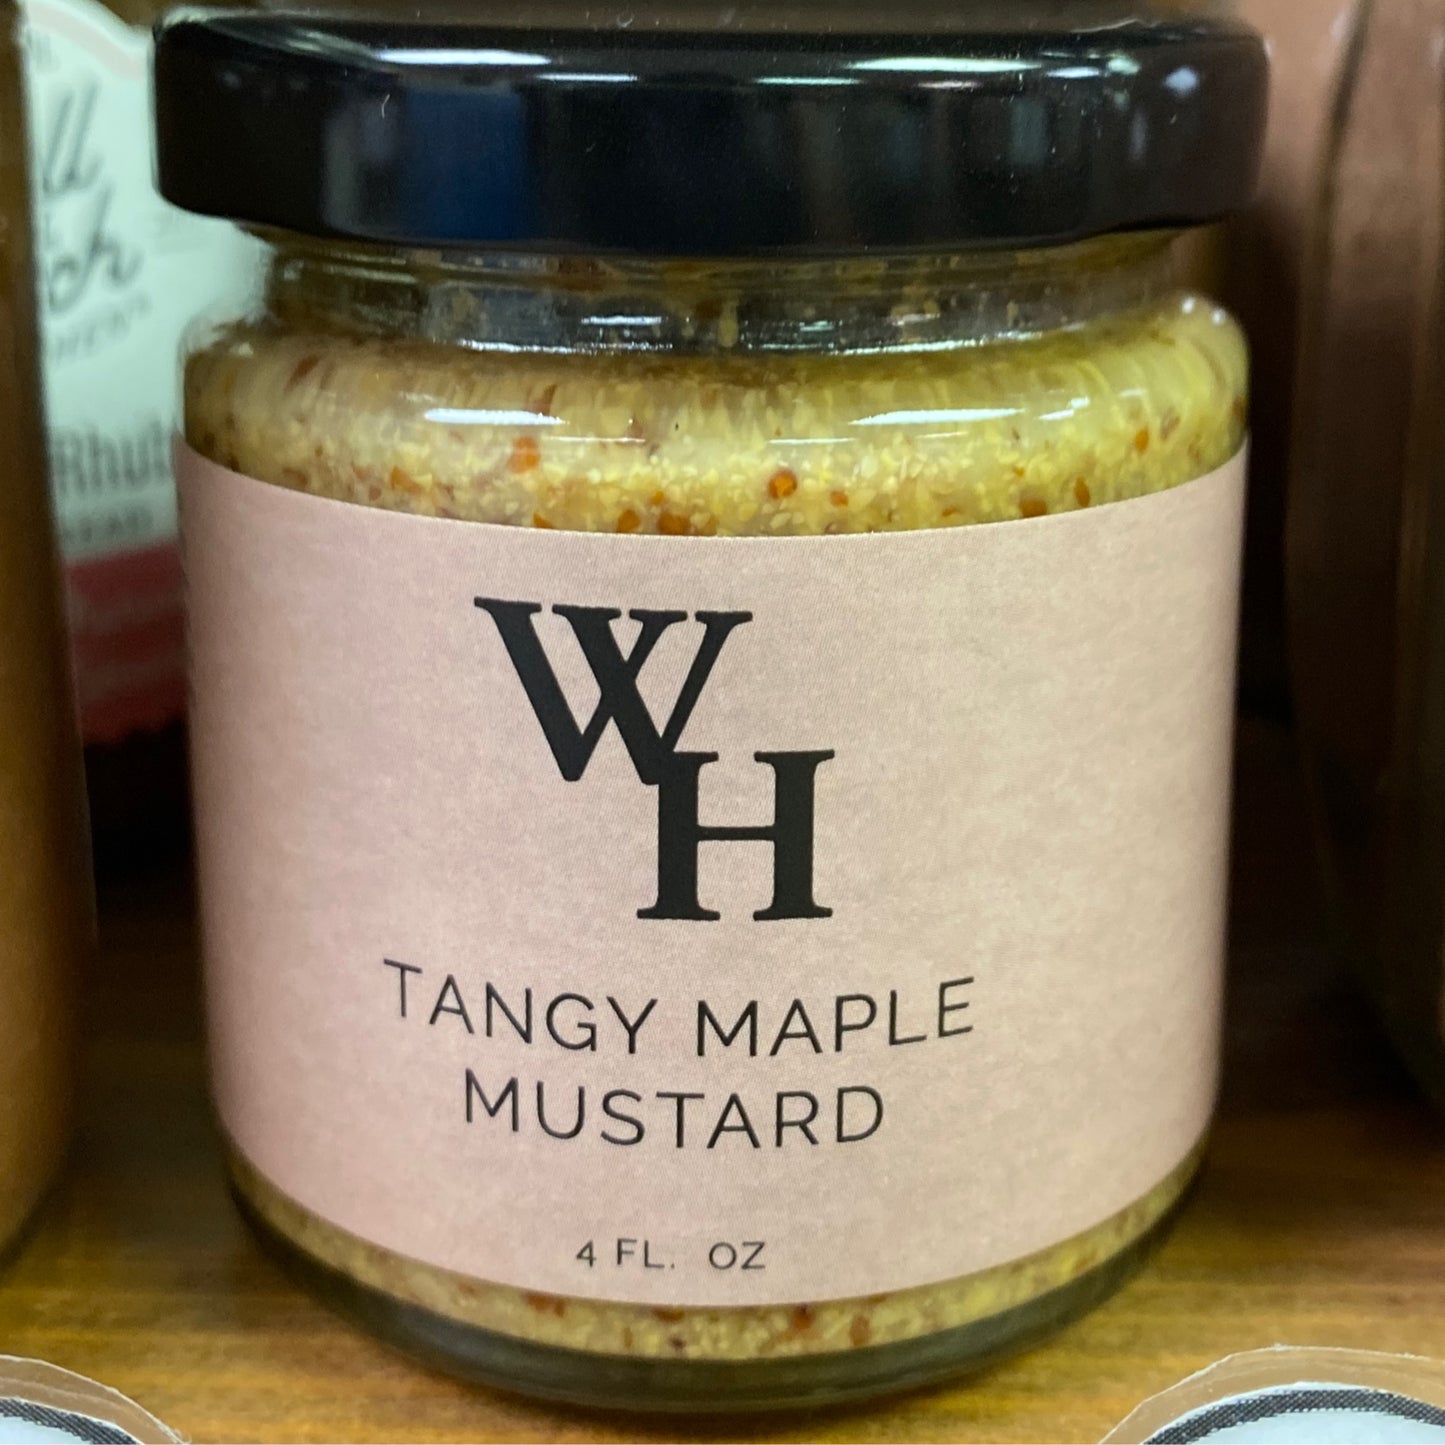 WH
TANGY MAPLE
MUSTARD
4 FL. OZ